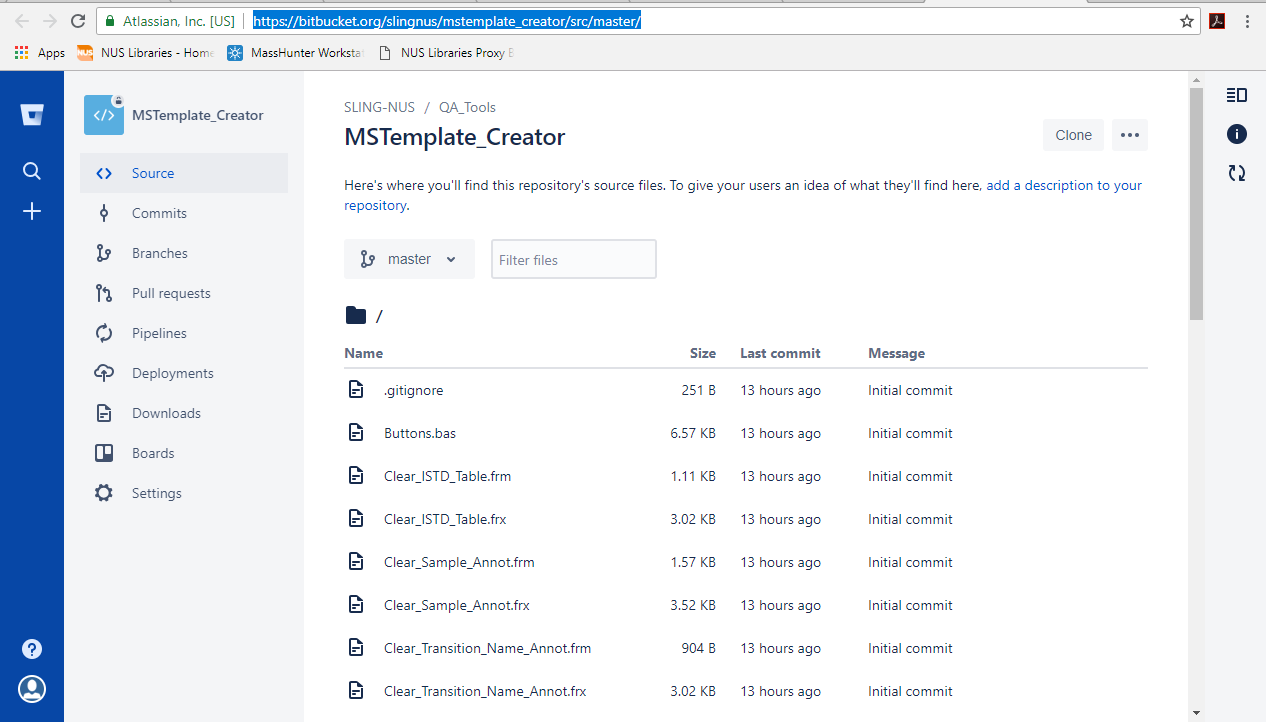 Atlassian, Inc. [US] https://bitbucket.org/slingnus/mstemplate_creator/src/master/
Apps NUS Libraries - Home MassHunter Worksta NUS Libraries Proxy B
MSTemplate_Creator
Source
Commits
Branches
Pull requests
Pipelines
Deployments
Downloads
Boards
Settings
SLING-NUS / QA_Tools
MSTemplate_Creator
Clone
Here's where you'll find this repository's source files. To give your users an idea of what they'll find here, add a description to your
repository.
master
Filter files
/
Name Size Last commit Message
.gitignore 251 B 13 hours ago Initial commit
Buttons.bas 6.57 KB 13 hours ago Initial commit
Clear_ISTD_Table.frm 1.11 KB 13 hours ago Initial commit
Clear_ISTD_Table.frx 3.02 KB 13 hours ago Initial commit
Clear_Sample_Annot.frm 1.57 KB 13 hours ago Initial commit
Clear_Sample_Annot.frx 3.52 KB 13 hours ago Initial commit
Clear_Transition_Name_Annot.frm 904 B 13 hours ago Initial commit
Clear_Transition_Name_Annot.frx 3.02 KB 13 hours ago Initial commit